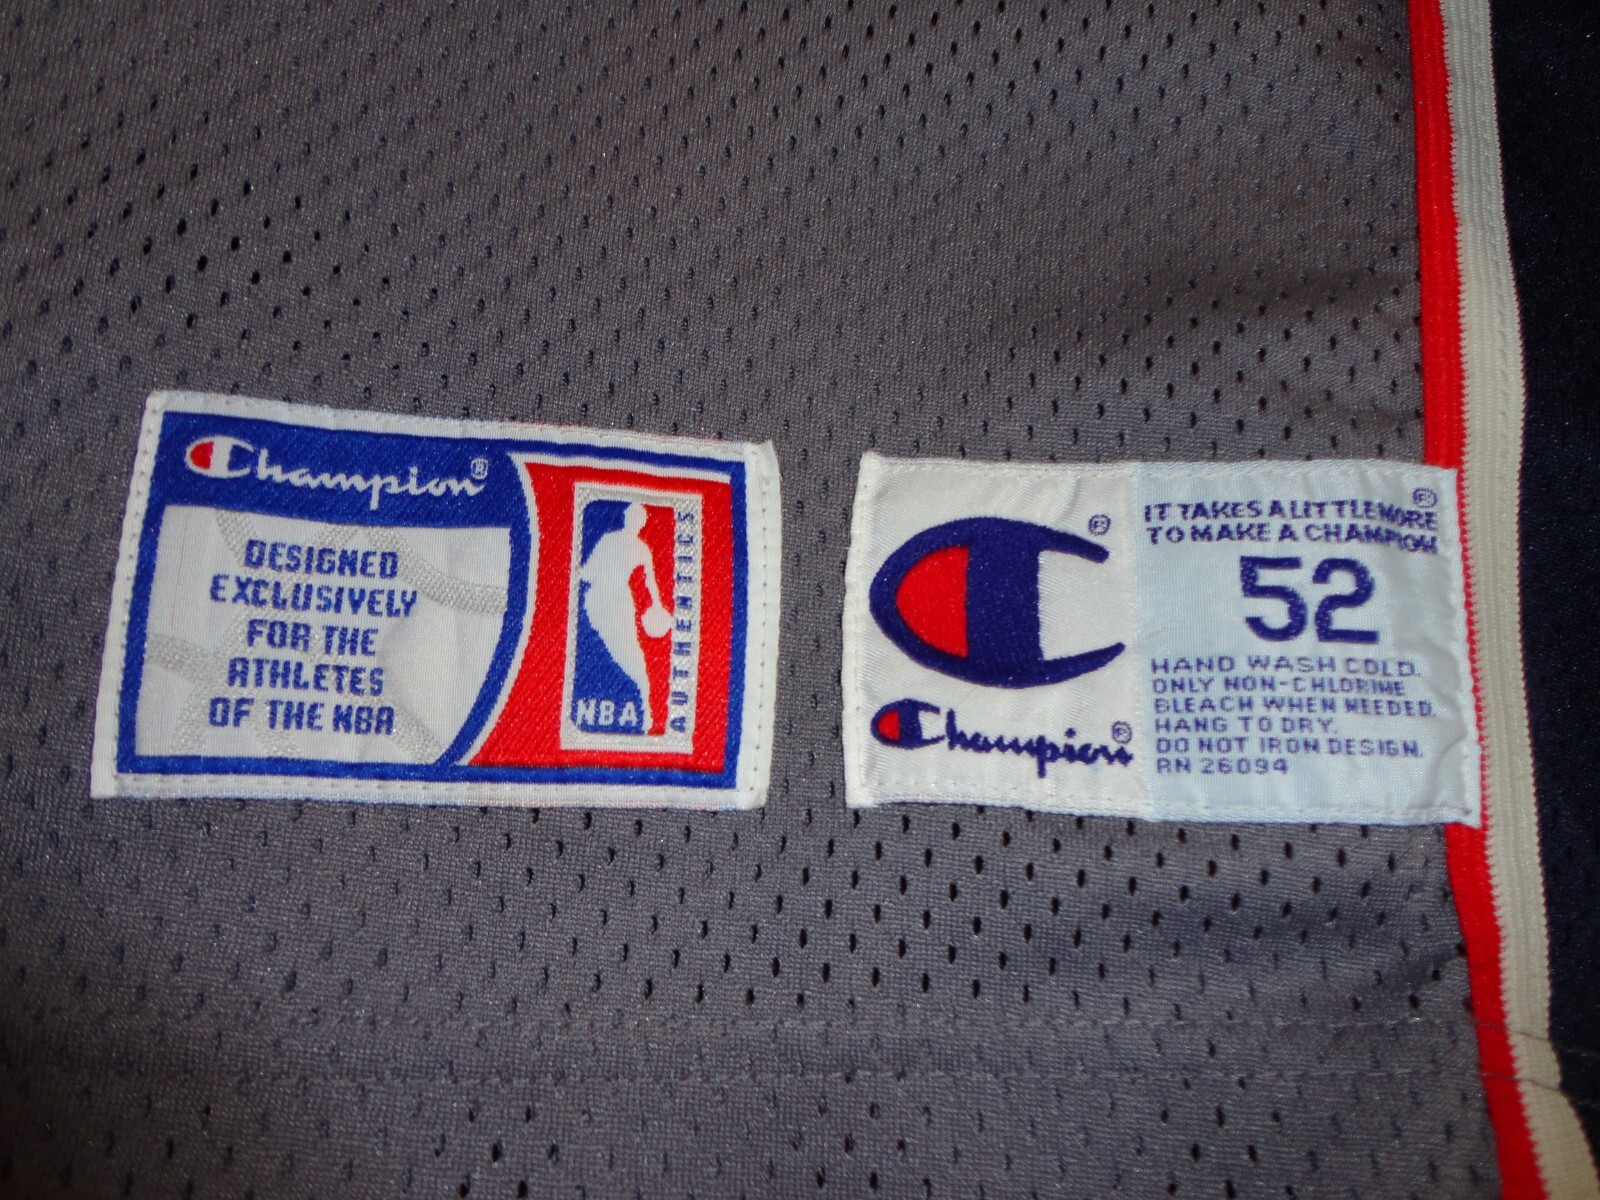 Champion®
DESIGNED
EXCLUSIVELY
FOR THE
ATHLETES
OF THE NBA
NBA
AUTHENTICS
®
Champion®
®
IT TAKES A LITTLE MORE
TO MAKE A CHAMPION
52
HAND WASH COLD.
ONLY NON-CHLORINE
BLEACH WHEN NEEDED.
HANG TO DRY.
DO NOT IRON DESIGN.
RN 26094